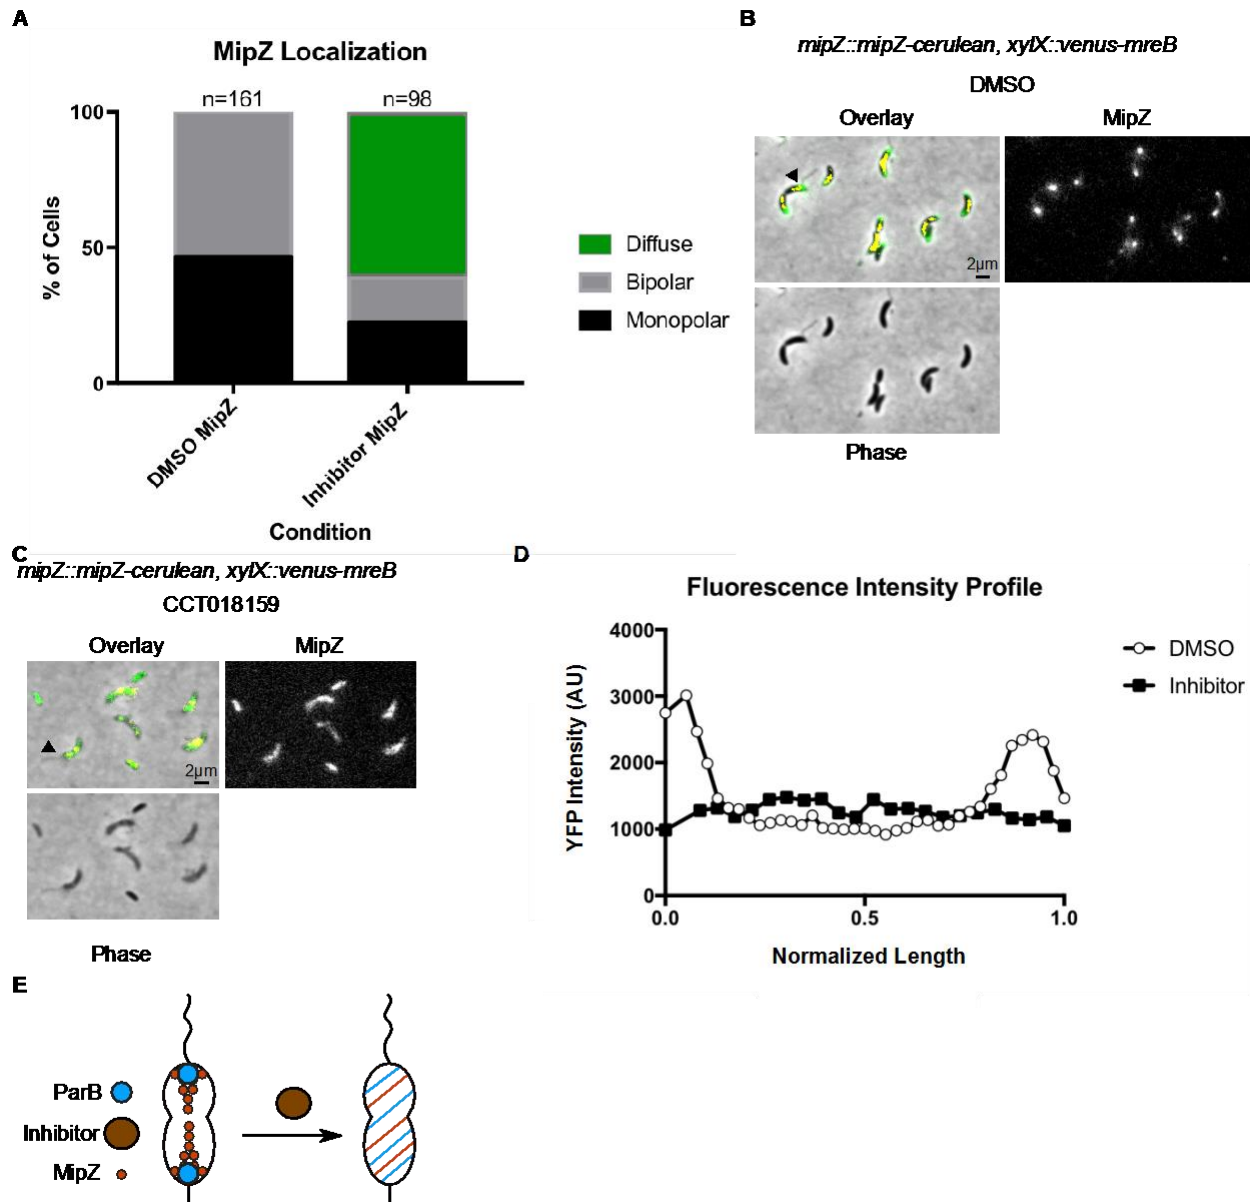 A
MipZ Localization
n=161
n=98
100
50
0
% of Cells
DMSO MipZ
Inhibitor MipZ
Condition
Diffuse
Bipolar
Monopolar
B
mipZ::mipZ-cerulean, xylX::venus-mreB
DMSO
Overlay
MipZ
2µm
Phase
C
mipZ::mipZ-cerulean, xylX::venus-mreB
CCT018159
Overlay
MipZ
2µm
Phase
D
Fluorescence Intensity Profile
4000
3000
2000
1000
0
YFP Intensity (AU)
0.0
0.5
1.0
Normalized Length
DMSO
Inhibitor
E
ParB
Inhibitor
MipZ